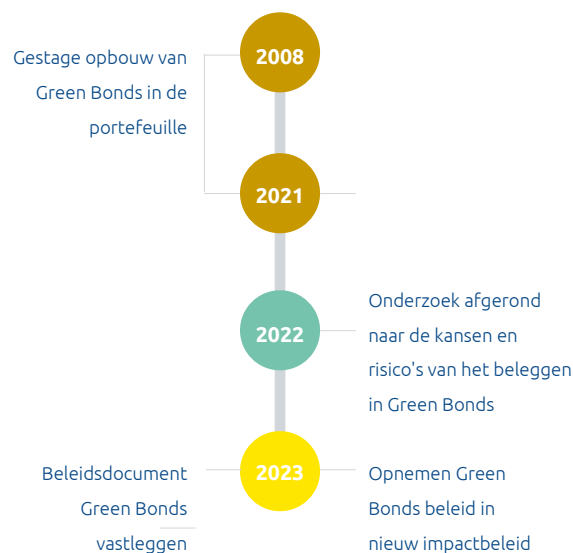 2008
Gestage opbouw van
Green Bonds in de
portefeuille
2021
2022
Onderzoek afgerond
naar de kansen en
risico's van het beleggen
in Green Bonds
2023
Beleidsdocument
Green Bonds
vastleggen
Opnemen Green
Bonds beleid in
nieuw impactbeleid